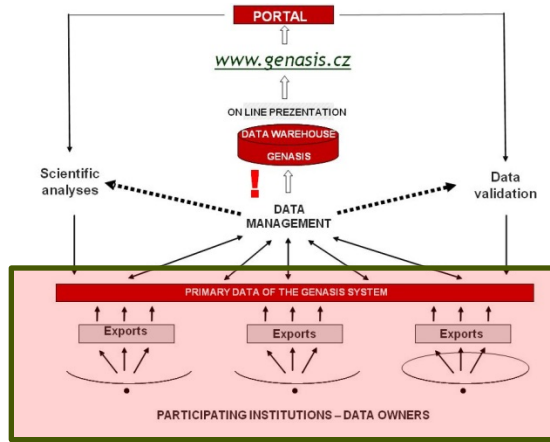 PORTAL
www.genasis.cz
ON LINE PREZENTATION
DATA WAREHOUSE
GENASIS
Scientific
analyses
!
Data
validation
DATA
MANAGEMENT
PRIMARY DATA OF THE GENASIS SYSTEM
Exports Exports Exports
PARTICIPATING INSTITUTIONS – DATA OWNERS